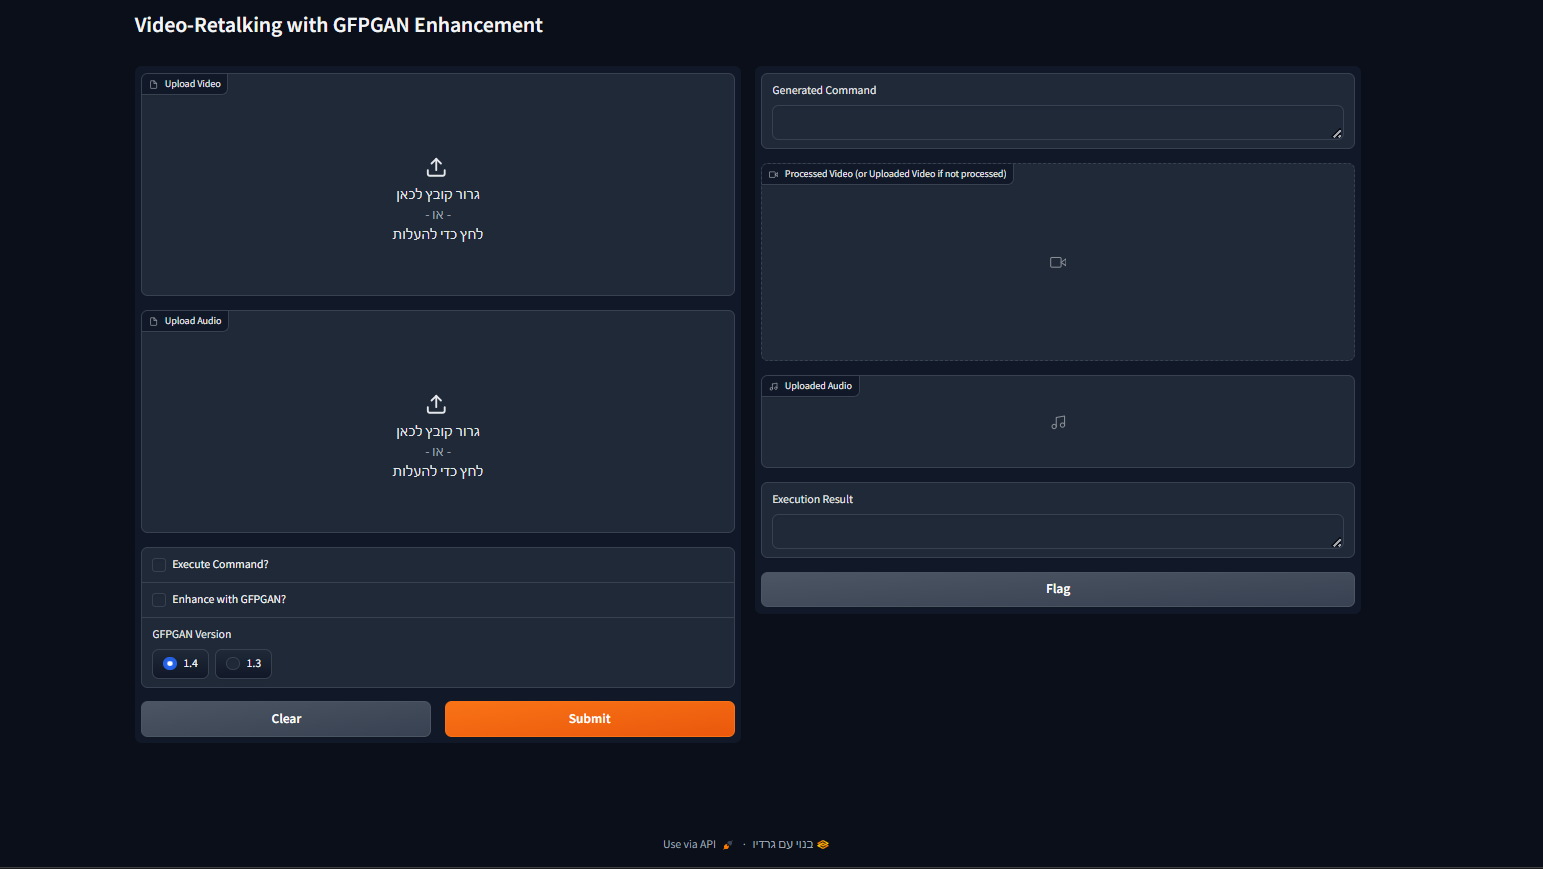 Video-Retalking with GFPGAN Enhancement
Upload Video
גרור קובץ לכאן
- או -
לחץ כדי להעלות
Upload Audio
גרור קובץ לכאן
- או -
לחץ כדי להעלות
Execute Command?
Enhance with GFPGAN?
GFPGAN Version
1.4 1.3
Clear Submit
Generated Command
Processed Video (or Uploaded Video if not processed)
Uploaded Audio
Execution Result
Flag
Use via API · בנוי עם גרדיו